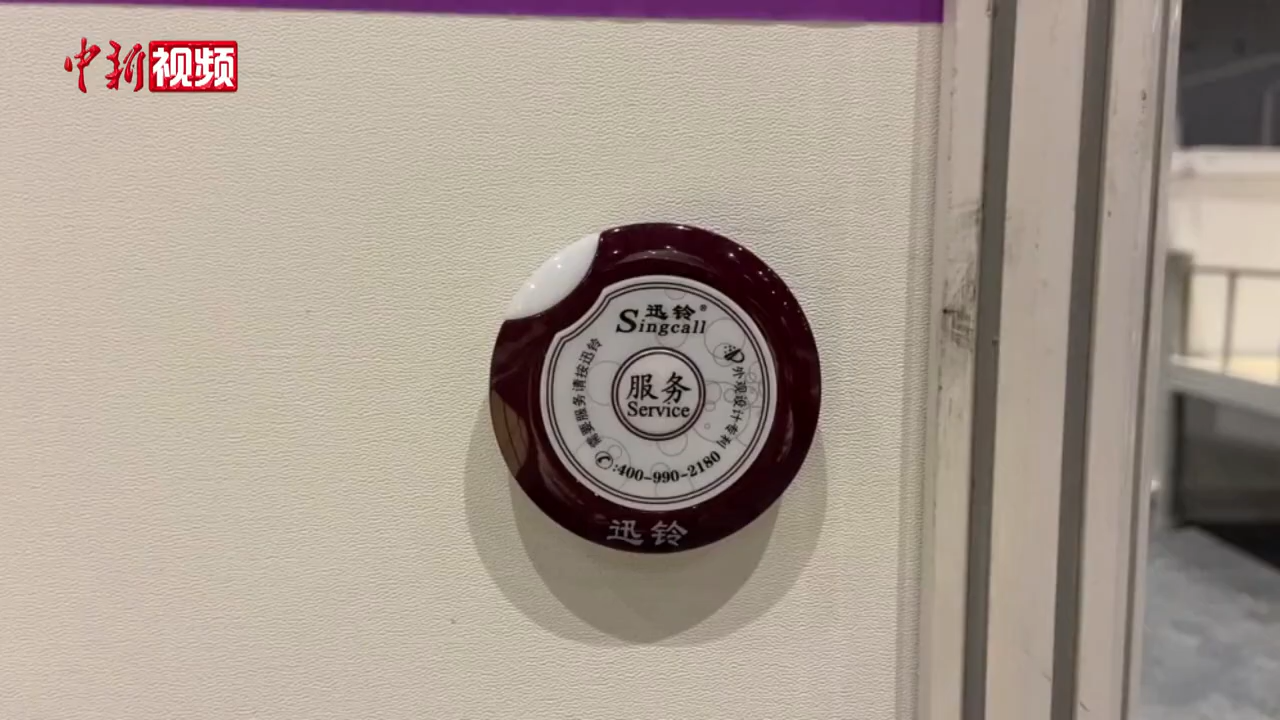 中新视频
迅铃®
Singcall
需要服务请按迅铃
外观设计专利
服务
Service
:400-990-2180
迅铃